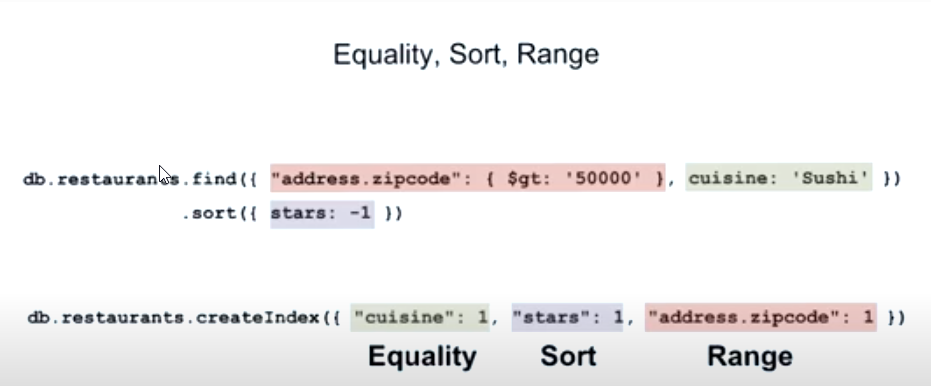 Equality, Sort, Range
db.restaurants.find({ "address.zipcode": { $gt: '50000' }, cuisine: 'Sushi' })
.sort({ stars: -1 })
db.restaurants.createIndex({ "cuisine": 1, "stars": 1, "address.zipcode": 1 })
Equality Sort Range